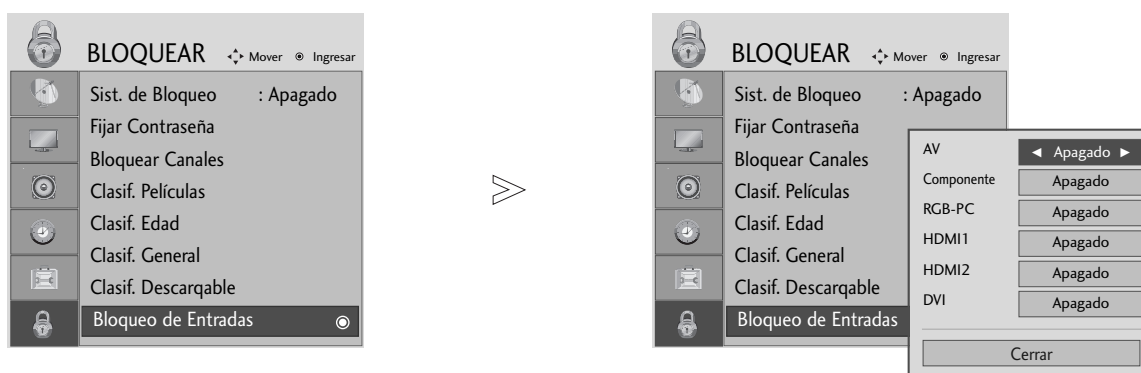 BLOQUEAR Mover Ingresar
Sist. de Bloqueo : Apagado
Fijar Contraseña
Bloquear Canales
Clasif. Películas
Clasif. Edad
Clasif. General
Clasif. Descarqable
Bloqueo de Entradas
BLOQUEAR Mover Ingresar
Sist. de Bloqueo : Apagado
Fijar Contraseña
Bloquear Canales
Clasif. Películas
Clasif. Edad
Clasif. General
Clasif. Descarqable
Bloqueo de Entradas
AV ◄ Apagado ►
Componente Apagado
RGB-PC Apagado
HDMI1 Apagado
HDMI2 Apagado
DVI Apagado
Cerrar